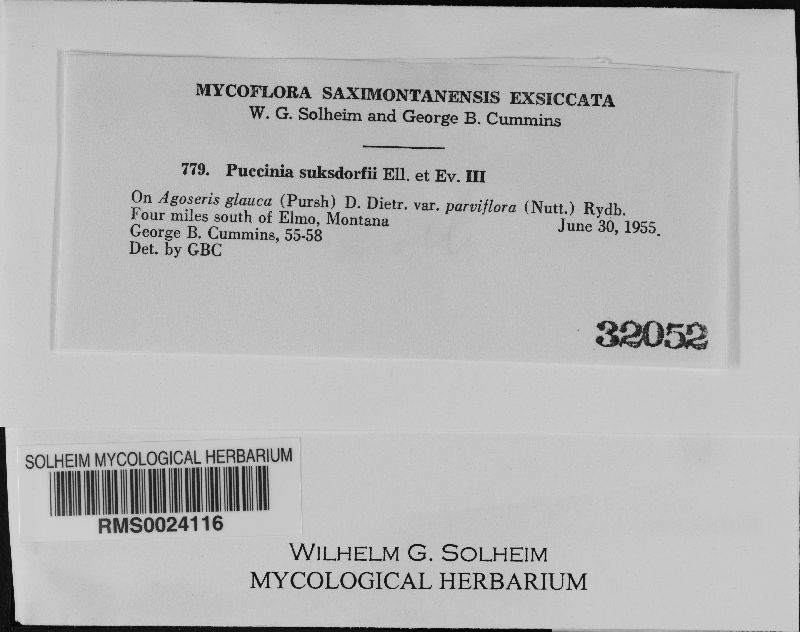 MYCOFLORA SAXIMONTANENSIS EXSICCATA
W. G. Solheim and George B. Cummins
779. Puccinia suksdorfii Ell. et Ev. III
On Agoseris glauca (Pursh) D. Dietr. var. parviflora (Nutt.) Rydb.
Four miles south of Elmo, Montana June 30, 1955.
George B. Cummins, 55-58
Det. by GBC
32052
SOLHEIM MYCOLOGICAL HERBARIUM
RMS0024116
WILHELM G. SOLHEIM
MYCOLOGICAL HERBARIUM